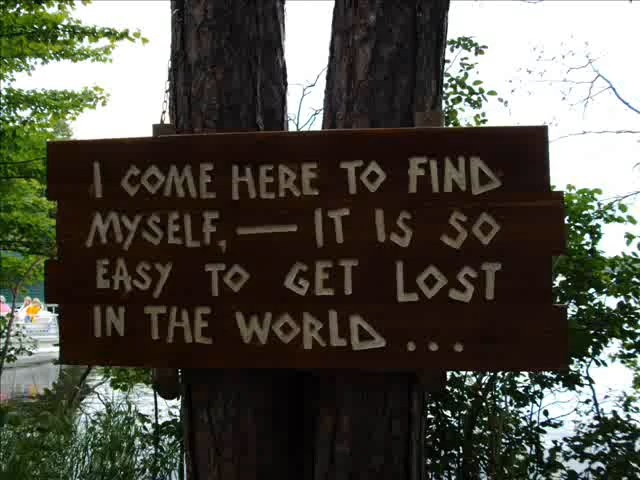 I COME HERE TO FIND
MYSELF, — IT IS SO
EASY TO GET LOST
IN THE WORLD...